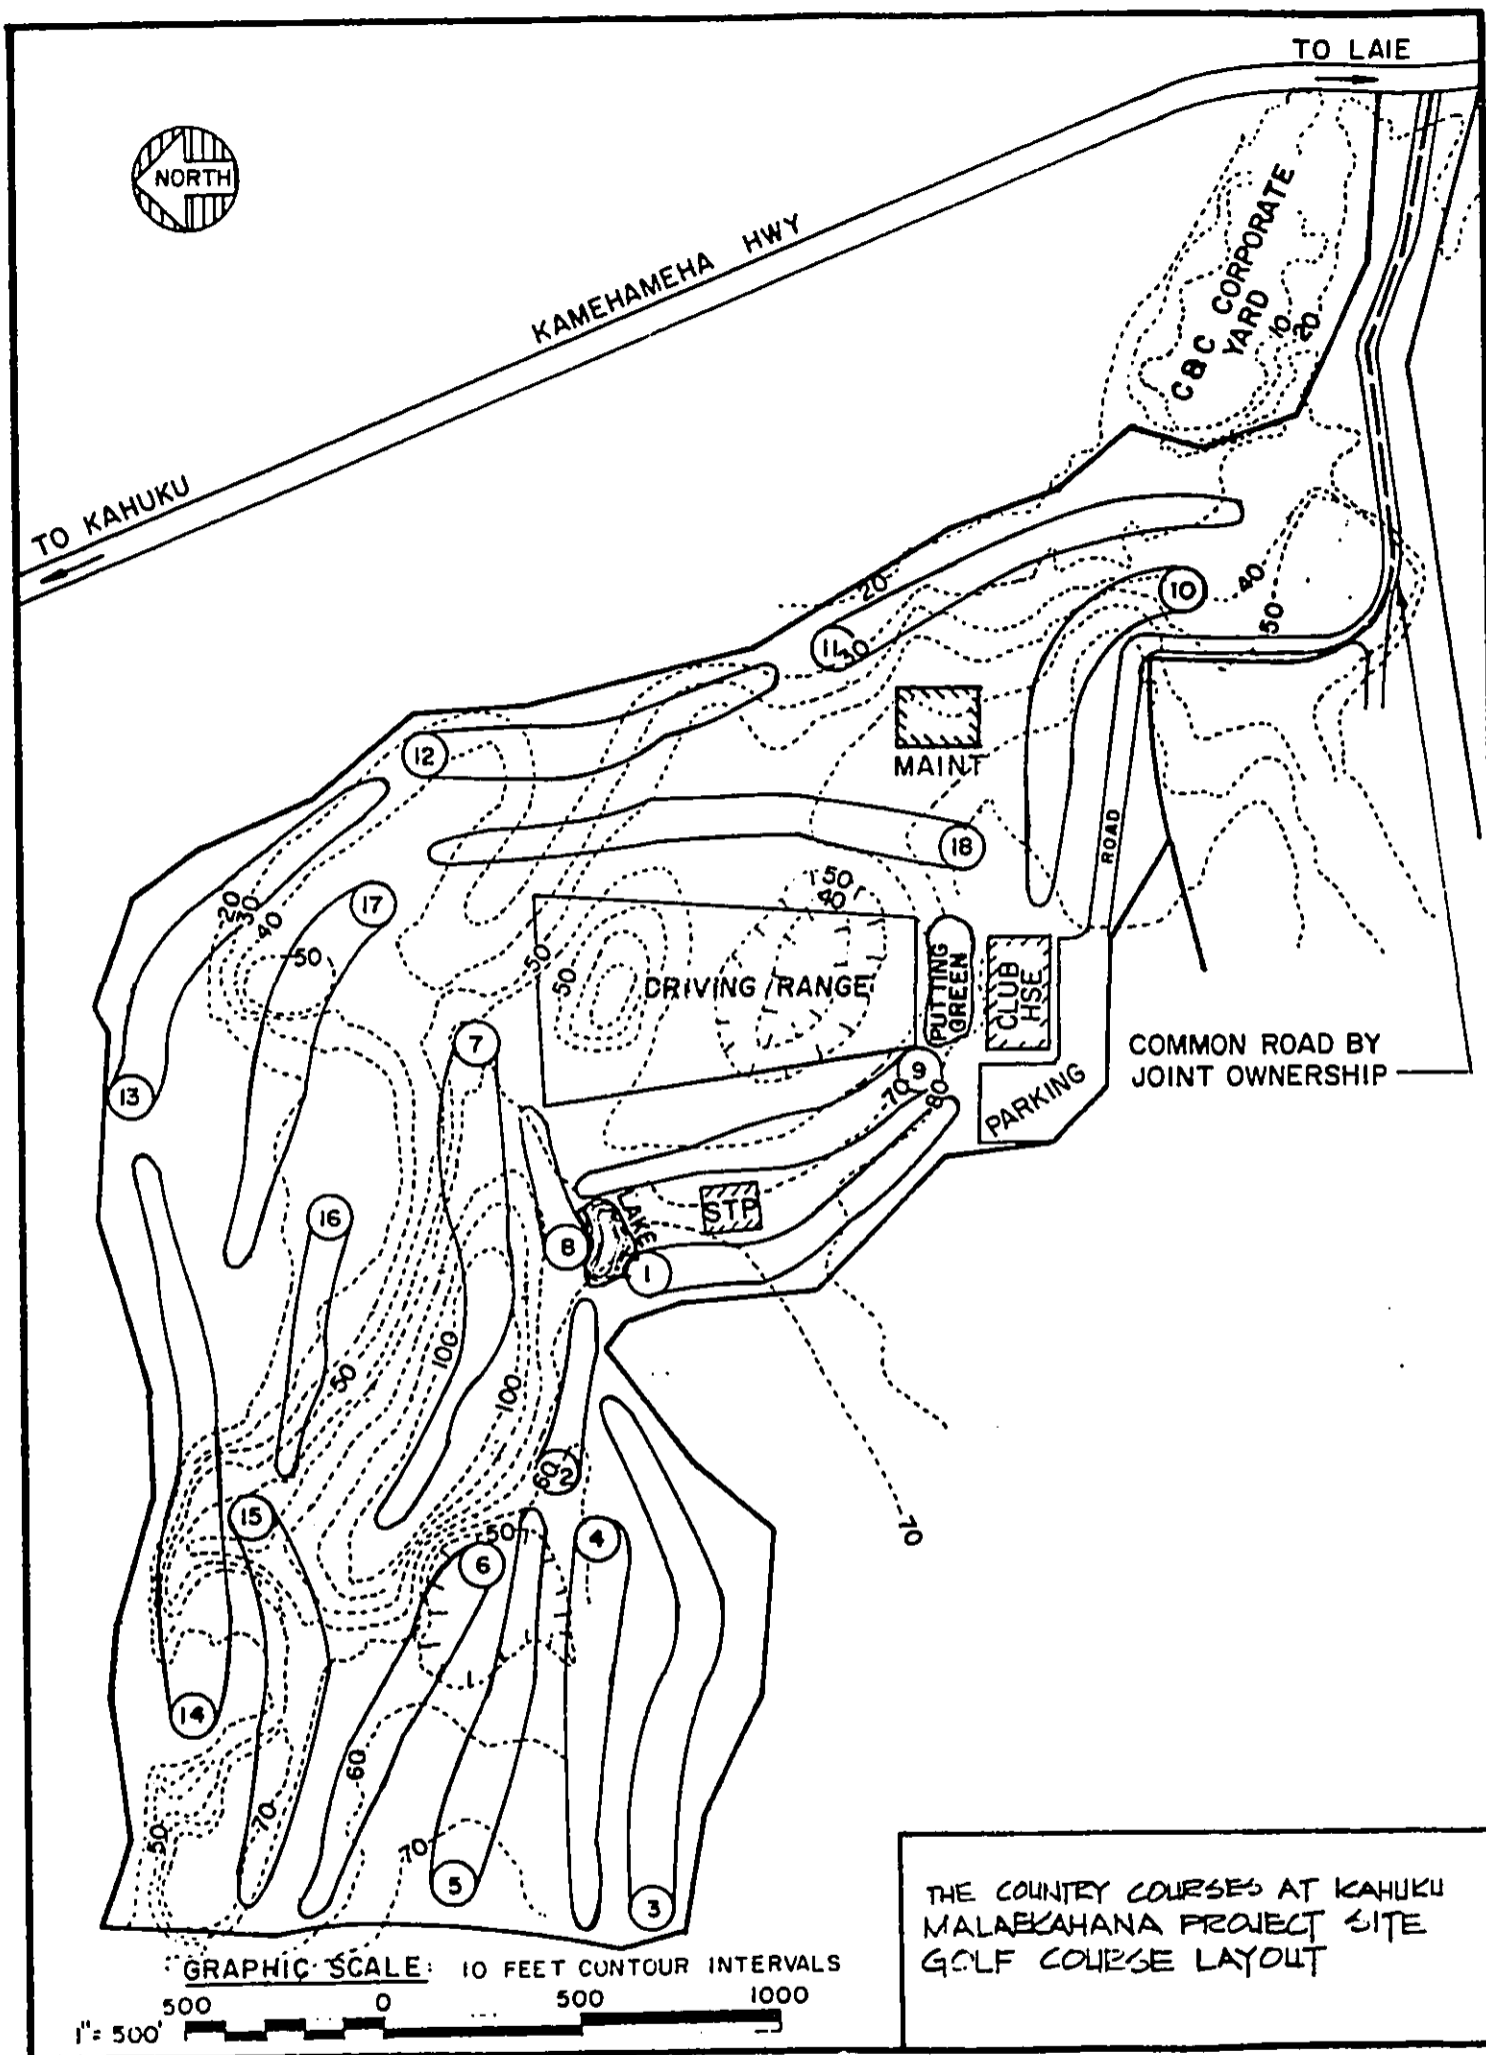 TO LAIE
NORTH
KAMEHAMEHA HWY
C&C CORPORATE
YARD
10
20
TO KAHUKU
20
40
10
50
11
30
MAINT
12
ROAD
18
50
40
17
20
30
40
50
50
50
DRIVING RANGE
PUTTING
GREEN
CLUB
HSE
COMMON ROAD BY
JOINT OWNERSHIP
7
9
70
80
PARKING
13
16
STP
LAKE
8
1
100
50
100
60
2
15
50
4
70
6
14
60
50
70
70
5
3
THE COUNTRY COURSES AT KAHUKU
MALAEKAHANA PROJECT SITE
GOLF COURSE LAYOUT
GRAPHIC SCALE: 10 FEET CONTOUR INTERVALS
500 0 500 1000
1"= 500'